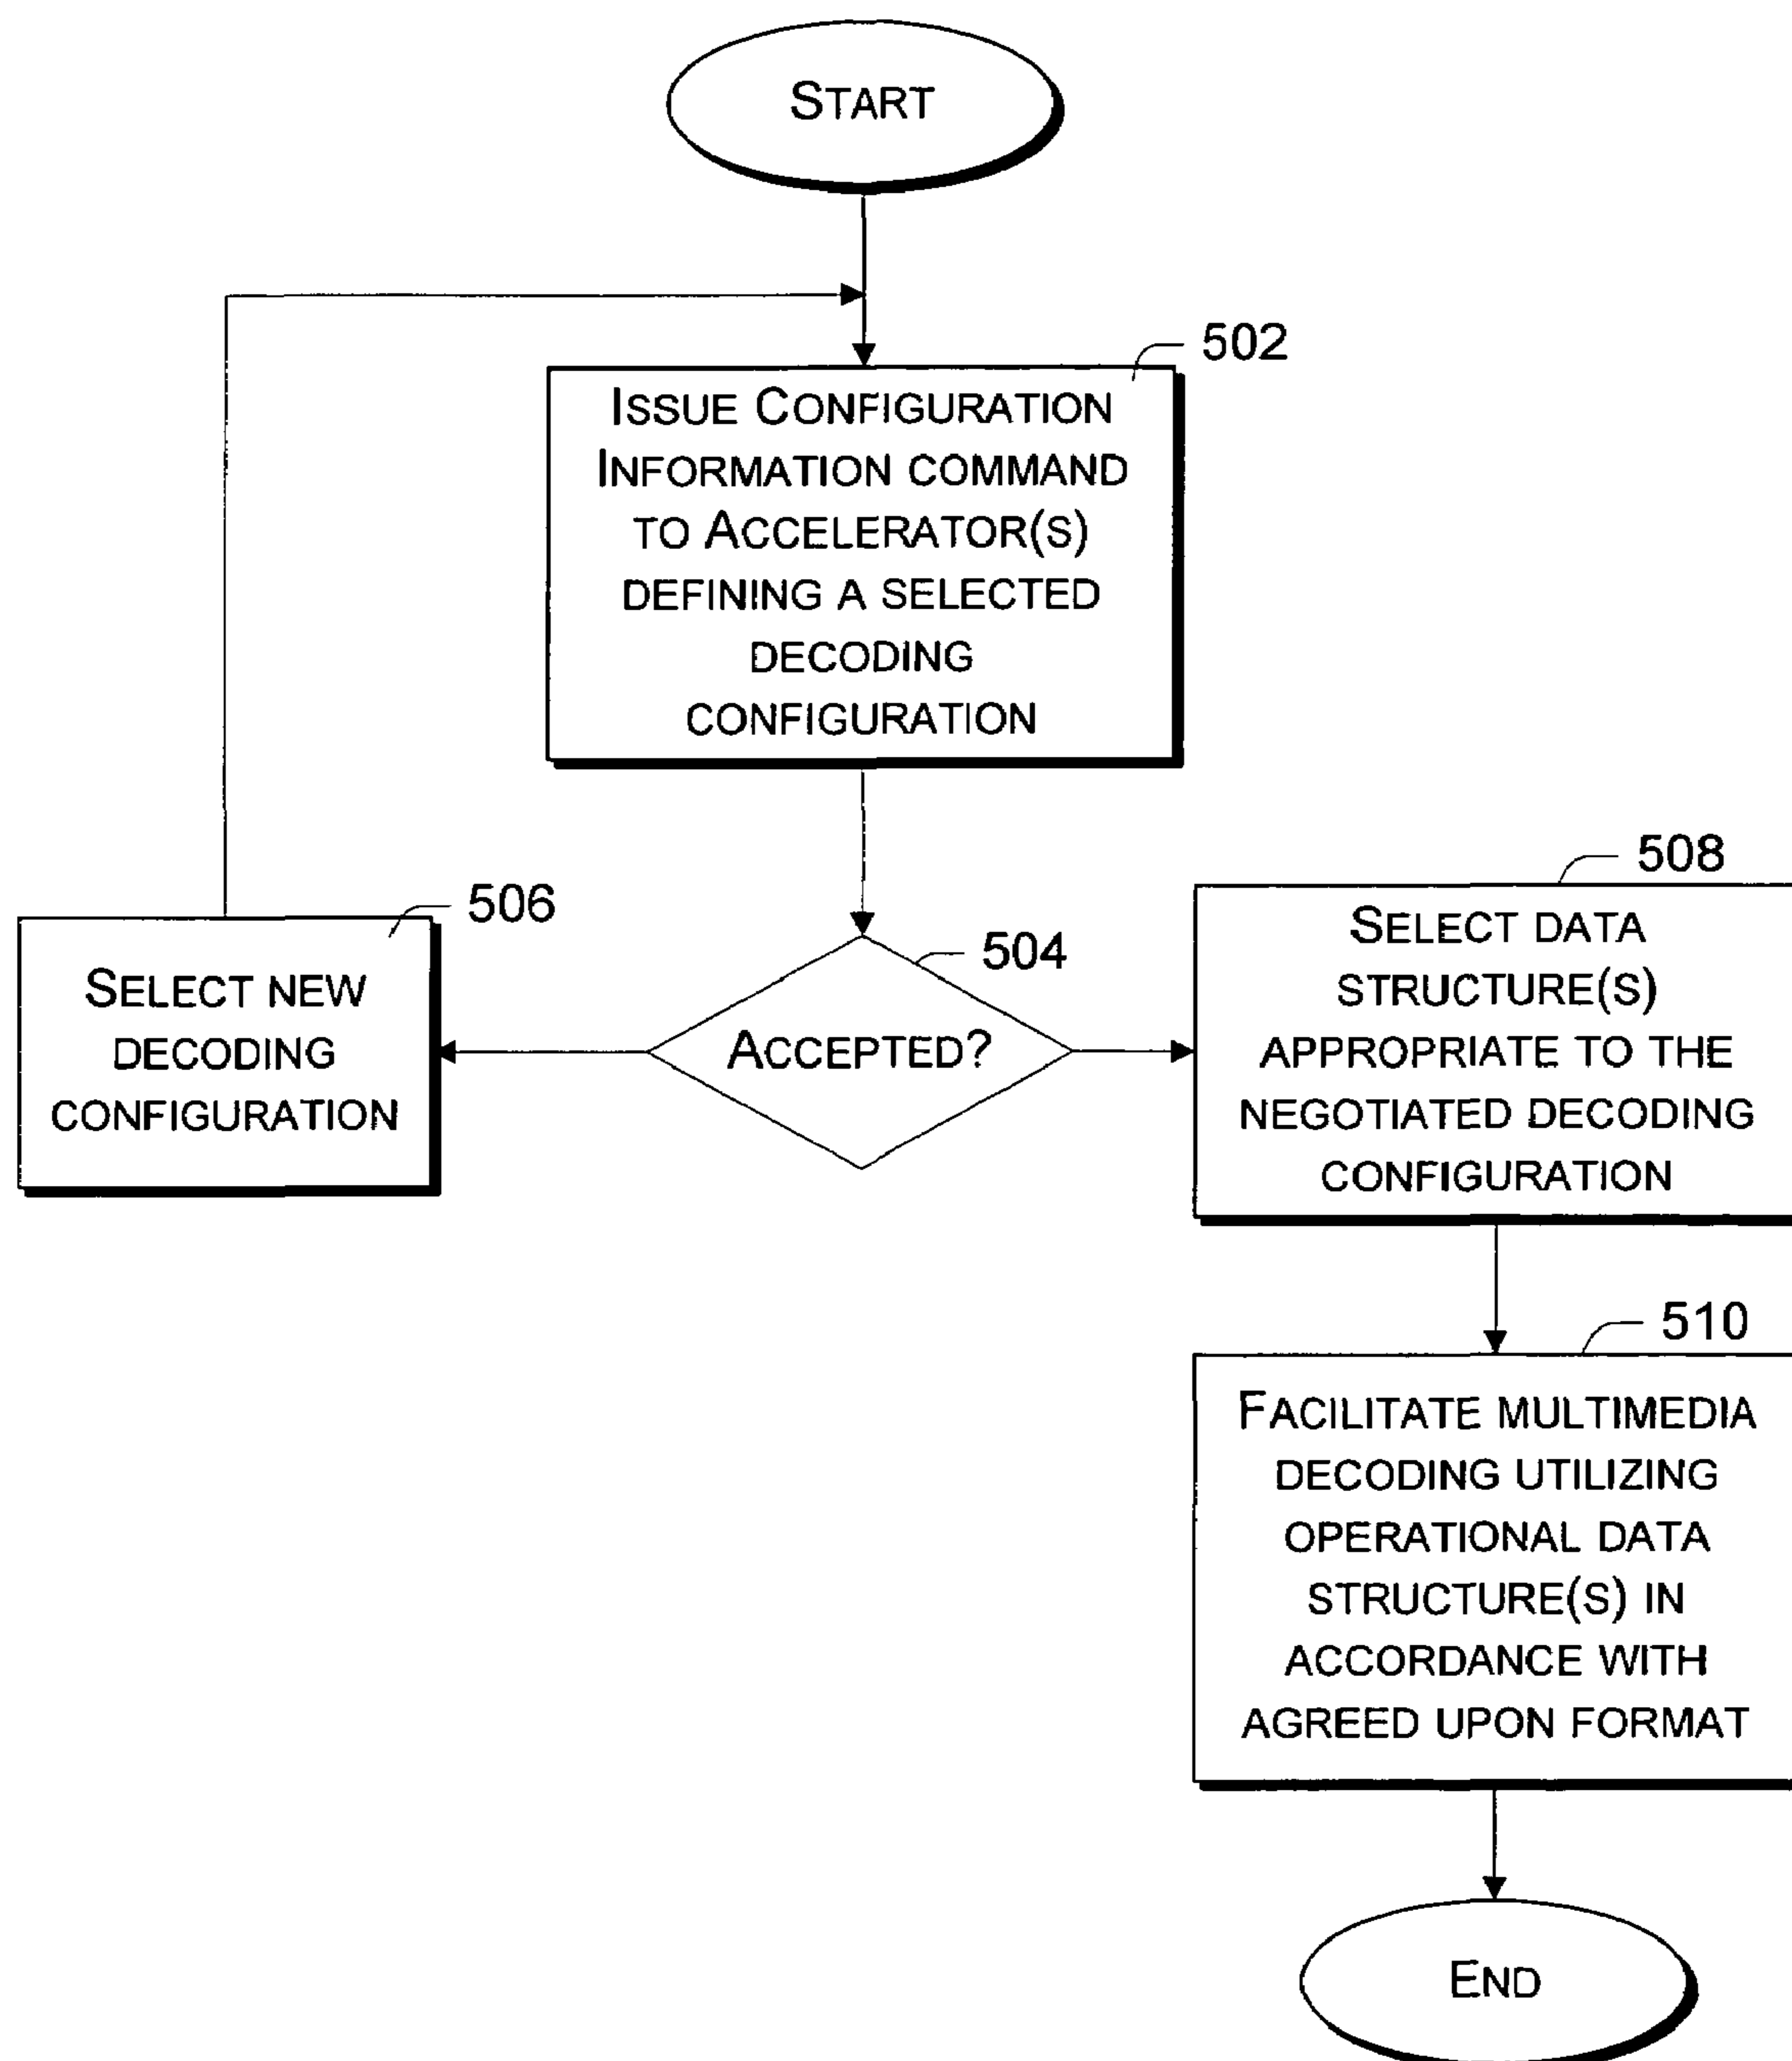 START
502
ISSUE CONFIGURATION
INFORMATION COMMAND
TO ACCELERATOR(S)
DEFINING A SELECTED
DECODING
CONFIGURATION
506
SELECT NEW
DECODING
CONFIGURATION
504
ACCEPTED?
508
SELECT DATA
STRUCTURE(S)
APPROPRIATE TO THE
NEGOTIATED DECODING
CONFIGURATION
510
FACILITATE MULTIMEDIA
DECODING UTILIZING
OPERATIONAL DATA
STRUCTURE(S) IN
ACCORDANCE WITH
AGREED UPON FORMAT
END